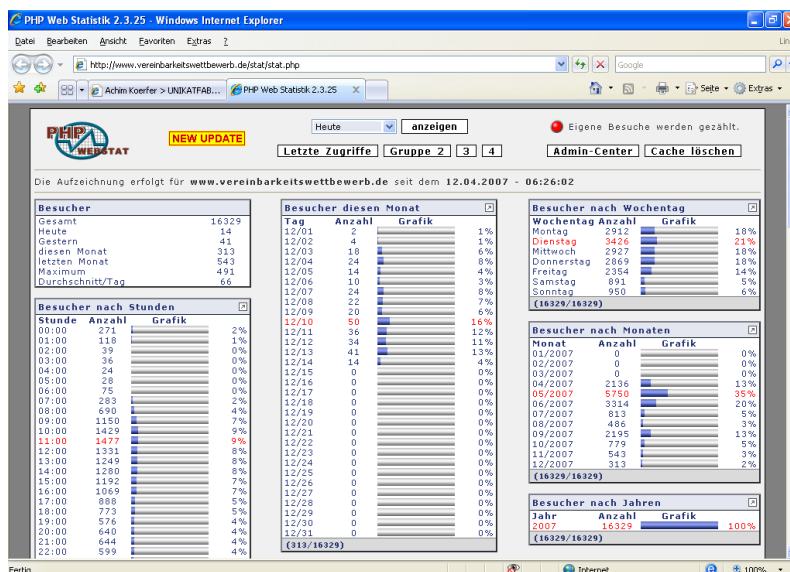 PHP Web Statistik 2.3.25 - Windows Internet Explorer
Datei Bearbeiten Ansicht Favoriten Extras ?
Lin
http://www.vereinbarkeitswettbewerb.de/stat/stat.php
Google
Achim Koerfer > UNIKATFAB...
PHP Web Statistik 2.3.25 X
Seite
Extras
PHP
WEBSTAT
NEW UPDATE
Heute
anzeigen
Letzte Zugriffe
Gruppe 2
3
4
Eigene Besuche werden gezählt.
Admin-Center
Cache löschen
Die Aufzeichnung erfolgt für www.vereinbarkeitswettbewerb.de seit dem 12.04.2007 - 06:26:02
Besucher
Gesamt 16329
Heute 14
Gestern 41
diesen Monat 313
letzten Monat 543
Maximum 491
Durchschnitt/Tag 66
Besucher nach Stunden
Stunde Anzahl Grafik
00:00 271 2%
01:00 118 1%
02:00 39 0%
03:00 36 0%
04:00 24 0%
05:00 28 0%
06:00 75 0%
07:00 283 2%
08:00 690 4%
09:00 1150 7%
10:00 1429 9%
11:00 1477 9%
12:00 1331 8%
13:00 1249 8%
14:00 1280 8%
15:00 1192 7%
16:00 1069 7%
17:00 888 5%
18:00 773 5%
19:00 576 4%
20:00 640 4%
21:00 644 4%
22:00 599 4%
Besucher diesen Monat
Tag Anzahl Grafik
12/01 2 1%
12/02 4 1%
12/03 18 6%
12/04 24 8%
12/05 14 4%
12/06 10 3%
12/07 24 8%
12/08 22 7%
12/09 20 6%
12/10 50 16%
12/11 36 12%
12/12 34 11%
12/13 41 13%
12/14 14 4%
12/15 0 0%
12/16 0 0%
12/17 0 0%
12/18 0 0%
12/19 0 0%
12/20 0 0%
12/21 0 0%
12/22 0 0%
12/23 0 0%
12/24 0 0%
12/25 0 0%
12/26 0 0%
12/27 0 0%
12/28 0 0%
12/29 0 0%
12/30 0 0%
12/31 0 0%
(313/16329)
Besucher nach Wochentag
Wochentag Anzahl Grafik
Montag 2912 18%
Dienstag 3426 21%
Mittwoch 2927 18%
Donnerstag 2869 18%
Freitag 2354 14%
Samstag 891 5%
Sonntag 950 6%
(16329/16329)
Besucher nach Monaten
Monat Anzahl Grafik
01/2007 0 0%
02/2007 0 0%
03/2007 0 0%
04/2007 2136 13%
05/2007 5750 35%
06/2007 3314 20%
07/2007 813 5%
08/2007 486 3%
09/2007 2195 13%
10/2007 779 5%
11/2007 543 3%
12/2007 313 2%
(16329/16329)
Besucher nach Jahren
Jahr Anzahl Grafik
2007 16329 100%
(16329/16329)
Fertig
Internet
100%